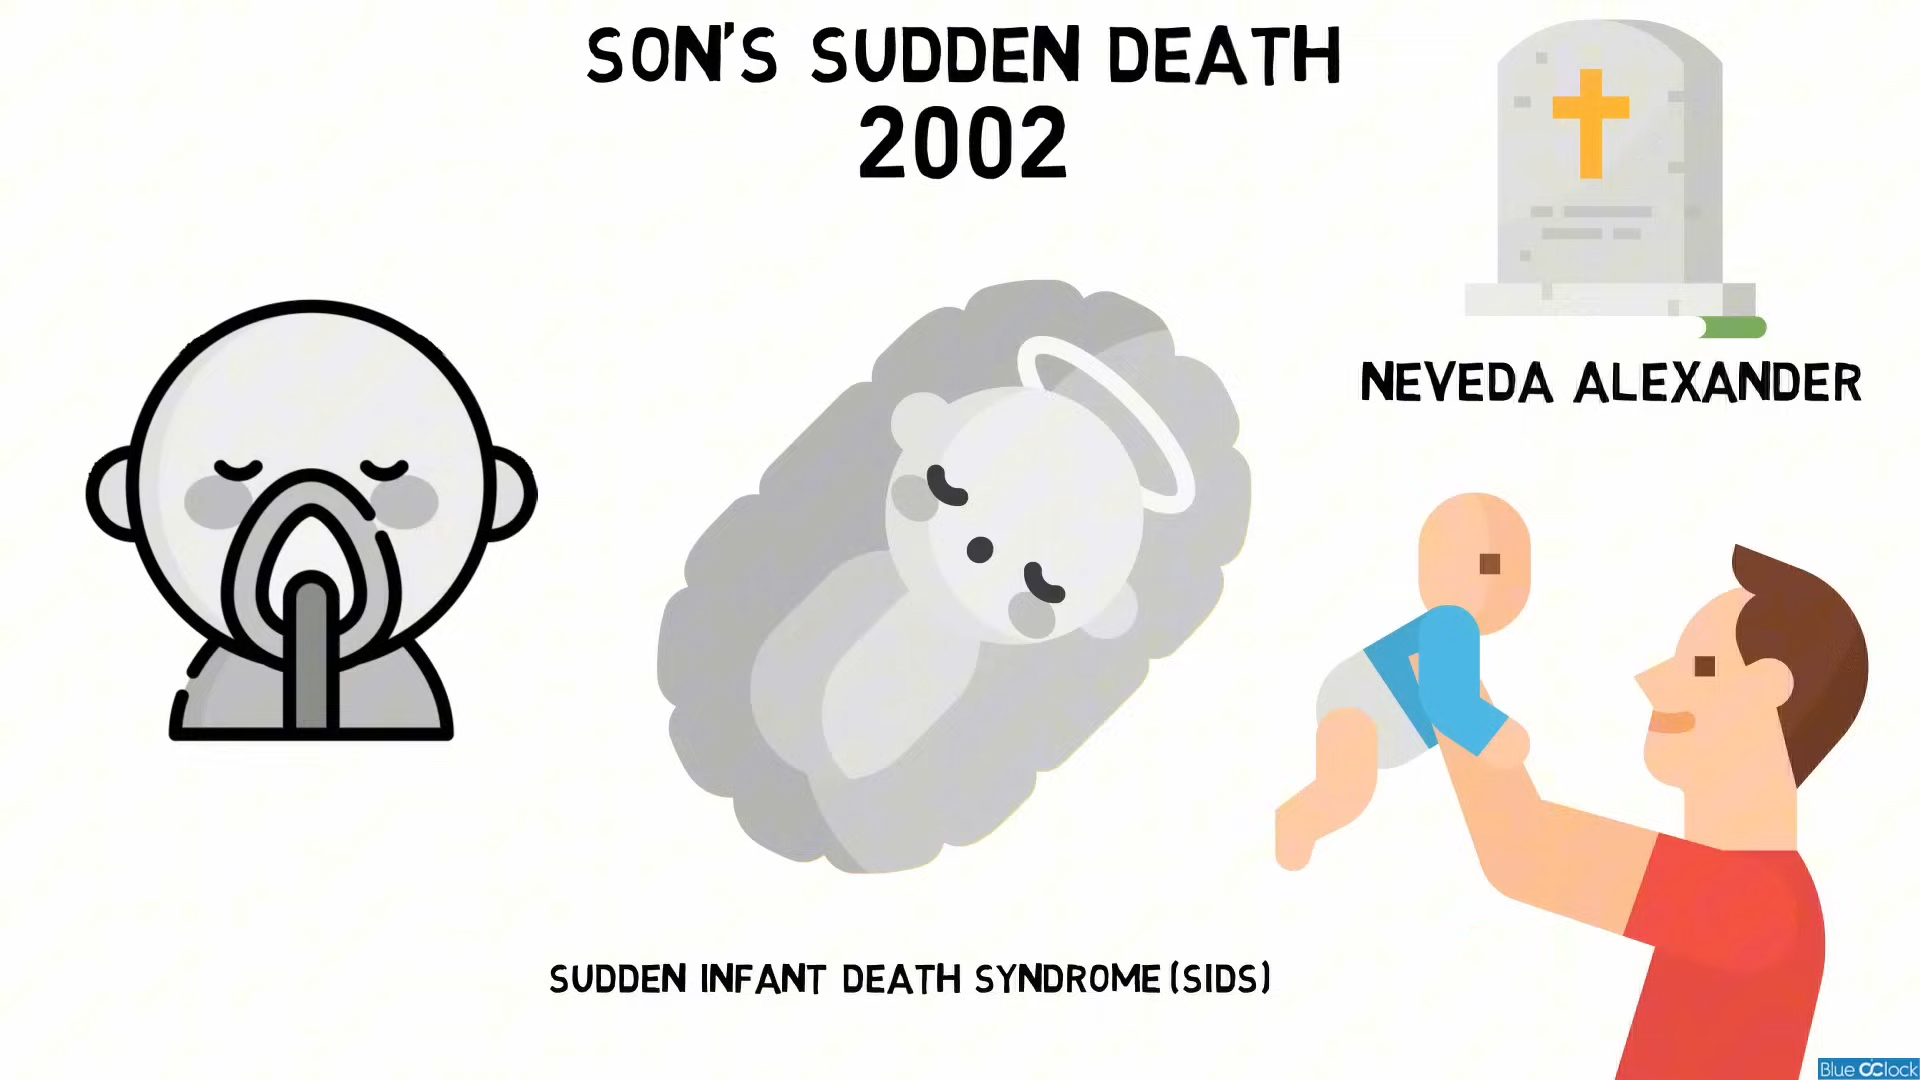 SON'S SUDDEN DEATH
2002
NEVEDA ALEXANDER
SUDDEN INFANT DEATH SYNDROME(SIDS)
Blue O'Clock